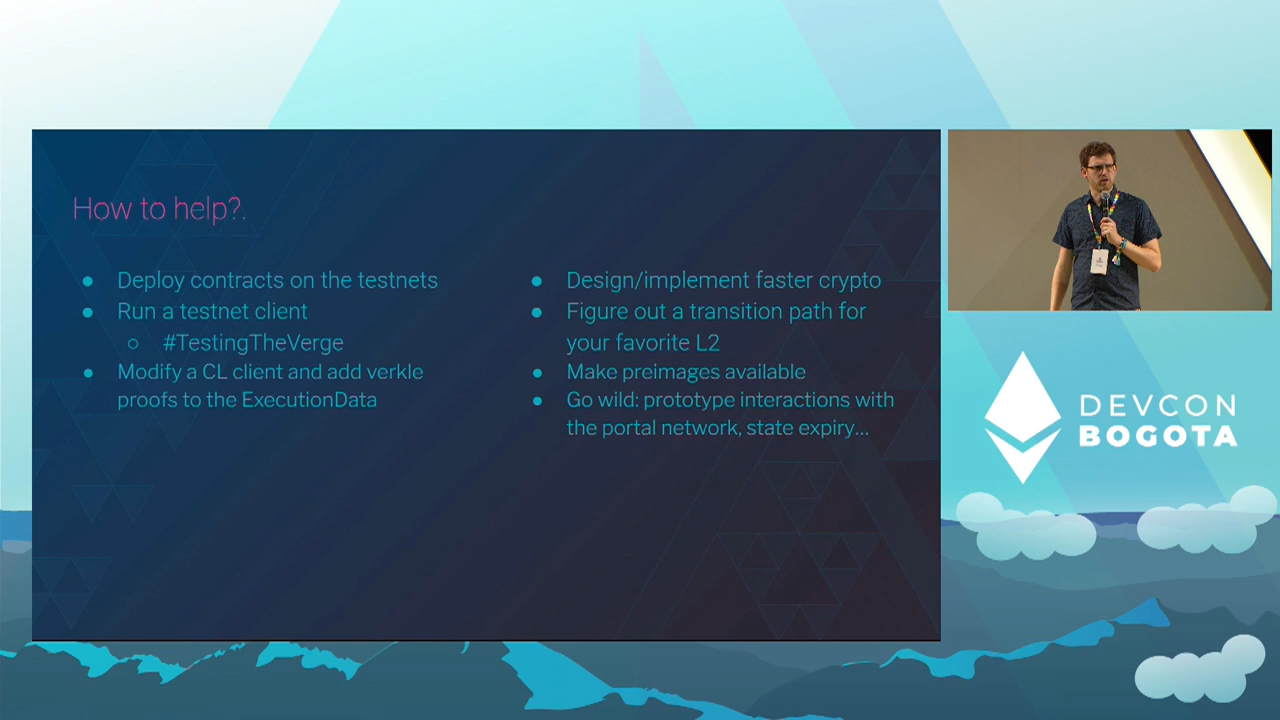 How to help?.
Deploy contracts on the testnets
Run a testnet client
#TestingTheVerge
Modify a CL client and add verkle
proofs to the ExecutionData
Design/implement faster crypto
Figure out a transition path for
your favorite L2
Make preimages available
Go wild: prototype interactions with
the portal network, state expiry...
DEVCON
BOGOTA